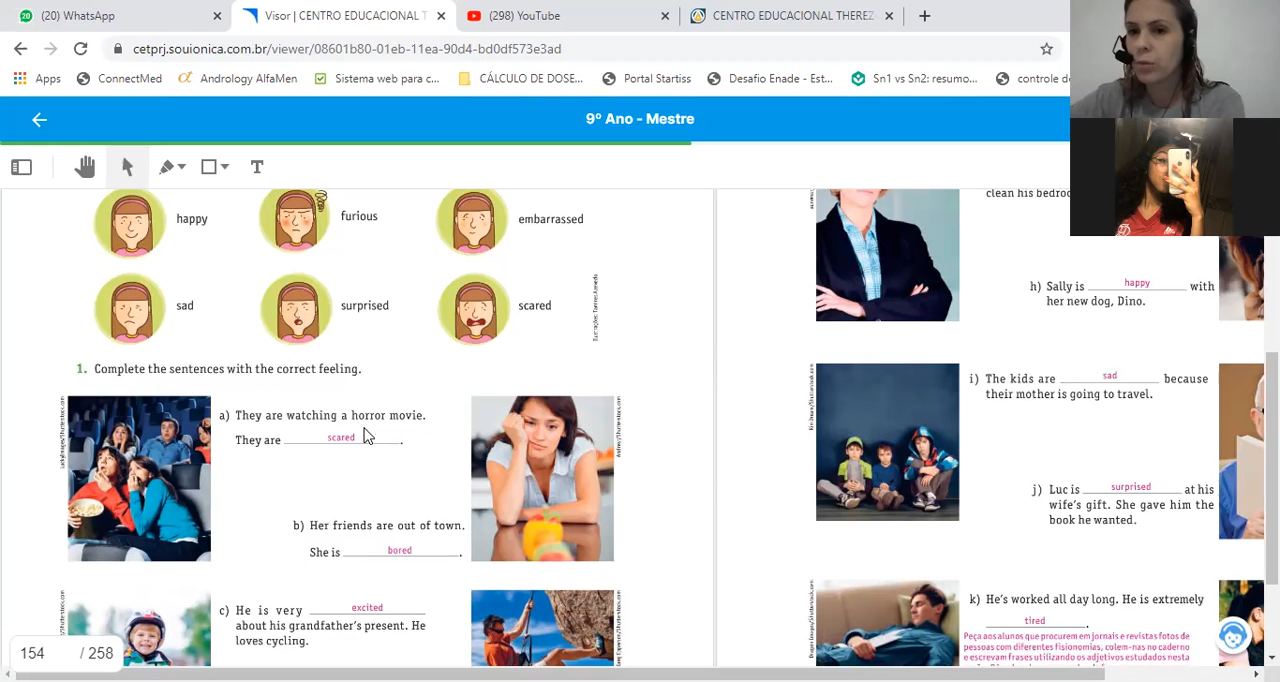 (20) WhatsApp
Visor | CENTRO EDUCACIONAL T
(298) YouTube
CENTRO EDUCACIONAL THEREZ
cetprj.souionica.com.br/viewer/08601b80-01eb-11ea-90d4-bd0df573e3ad
Apps
ConnectMed
Andrology AlfaMen
Sistema web para c...
CÁLCULO DE DOSE...
Portal Startiss
Desafio Enade - Est...
Sn1 vs Sn2: resumo...
controle d
9º Ano - Mestre
T
happy
furious
embarrassed
sad
surprised
scared
1. Complete the sentences with the correct feeling.
a) They are watching a horror movie.
They are scared.
b) Her friends are out of town.
She is bored.
c) He is very excited
about his grandfather's present. He
loves cycling.
154 / 258
clean his bedroo
h) Sally is happy with
her new dog, Dino.
i) The kids are sad because
their mother is going to travel.
j) Luc is surprised at his
wife's gift. She gave him the
book he wanted.
k) He's worked all day long. He is extremely
tired.
Peça aos alunos que procurem em jornais e revistas fotos de
pessoas com diferentes fisionomias, colem-nas no caderno
e escrevam frases utilizando os adjetivos estudados nesta